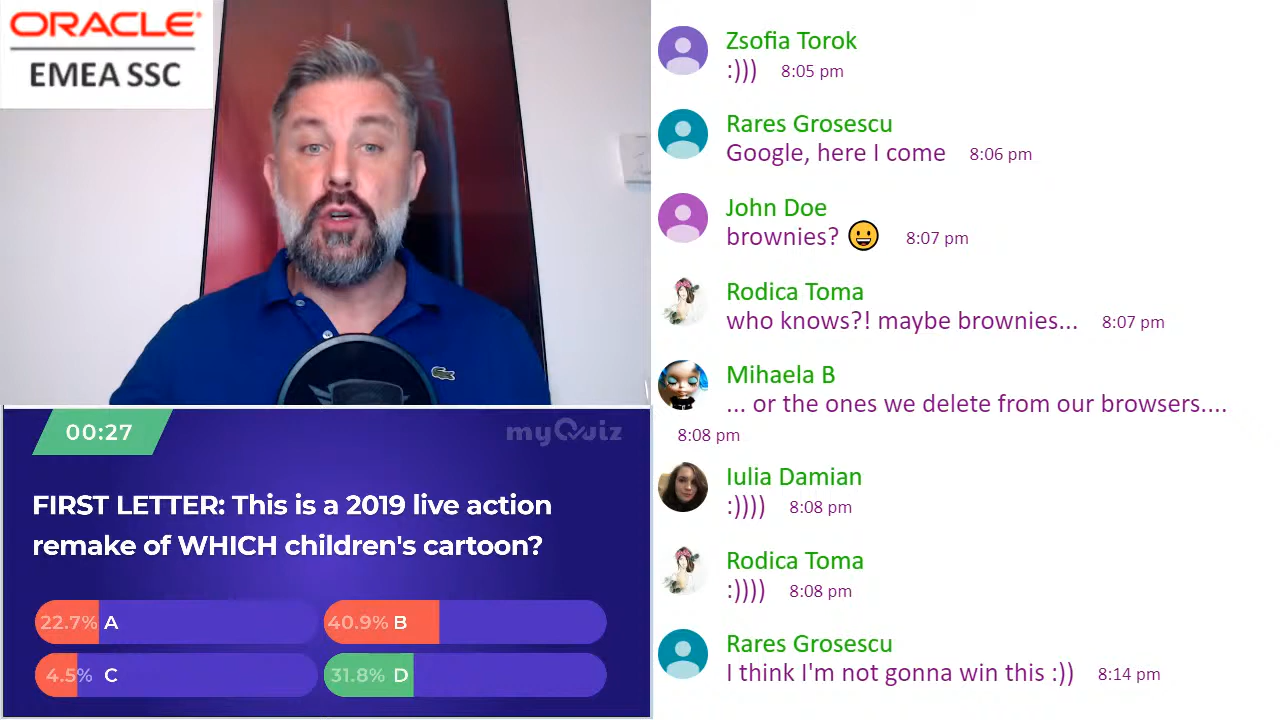 ORACLE
EMEA SSC
Zsofia Torok
:))) 8:05 pm
Rares Grosescu
Google, here I come 8:06 pm
John Doe
brownies? 😀 8:07 pm
Rodica Toma
who knows?! maybe brownies... 8:07 pm
Mihaela B
... or the ones we delete from our browsers....
8:08 pm
Iulia Damian
:)))) 8:08 pm
Rodica Toma
:)))) 8:08 pm
Rares Grosescu
I think I'm not gonna win this :)) 8:14 pm
00:27
myQuiz
FIRST LETTER: This is a 2019 live action
remake of WHICH children's cartoon?
22.7% A
40.9% B
4.5% C
31.8% D